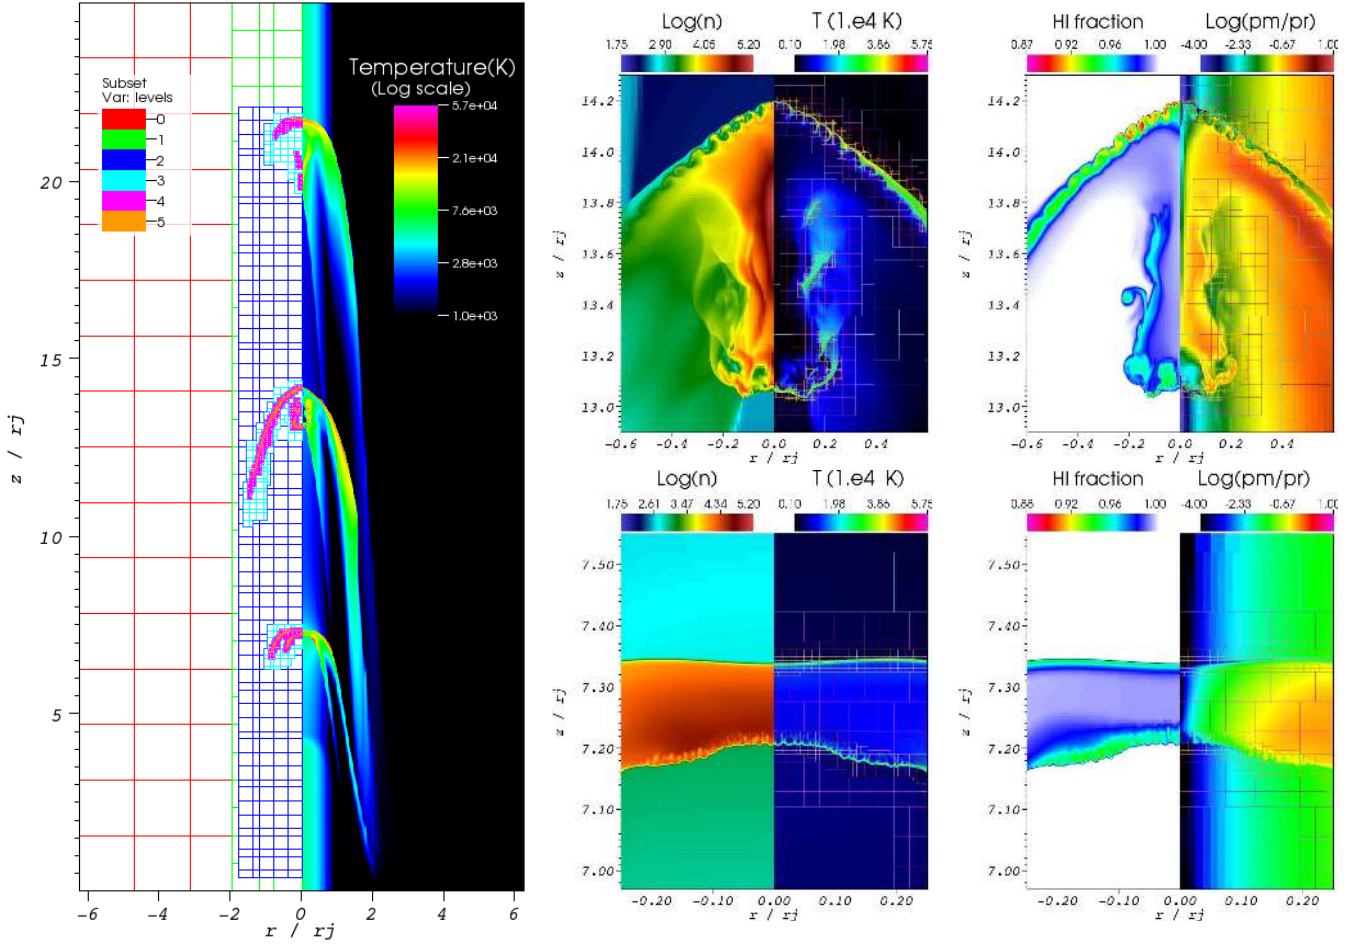 Subset
Var: levels
0
1
2
3
4
5
Temperature(K)
(Log scale)
5.7e+04
2.1e+04
7.6e+03
2.8e+03
1.0e+03
20
15
10
5
z / rj
-6 -4 -2 0 2 4 6
r / rj
Log(n) T (1.e4 K)
1.75 2.90 4.05 5.20 0.10 1.98 3.86 5.75
14.2
14.0
13.8
13.6
13.4
13.2
13.0
z / rj
-0.6 -0.4 -0.2 0.0 0.2 0.4
r / rj
HI fraction Log(pm/pr)
0.87 0.92 0.96 1.00 -4.00 -2.33 -0.67 1.00
14.2
14.0
13.8
13.6
13.4
13.2
13.0
z / rj
-0.6 -0.4 -0.2 0.0 0.2 0.4
r / rj
Log(n) T (1.e4 K)
1.75 2.61 3.47 4.34 5.20 0.10 1.98 3.86 5.75
7.50
7.40
7.30
7.20
7.10
7.00
z / rj
-0.20 -0.10 0.0 0.10 0.20
r / rj
HI fraction Log(pm/pr)
0.88 0.92 0.96 1.00 -4.00 -2.33 -0.67 1.00
7.50
7.40
7.30
7.20
7.10
7.00
z / rj
-0.20 -0.10 0.0 0.10 0.20
r / rj